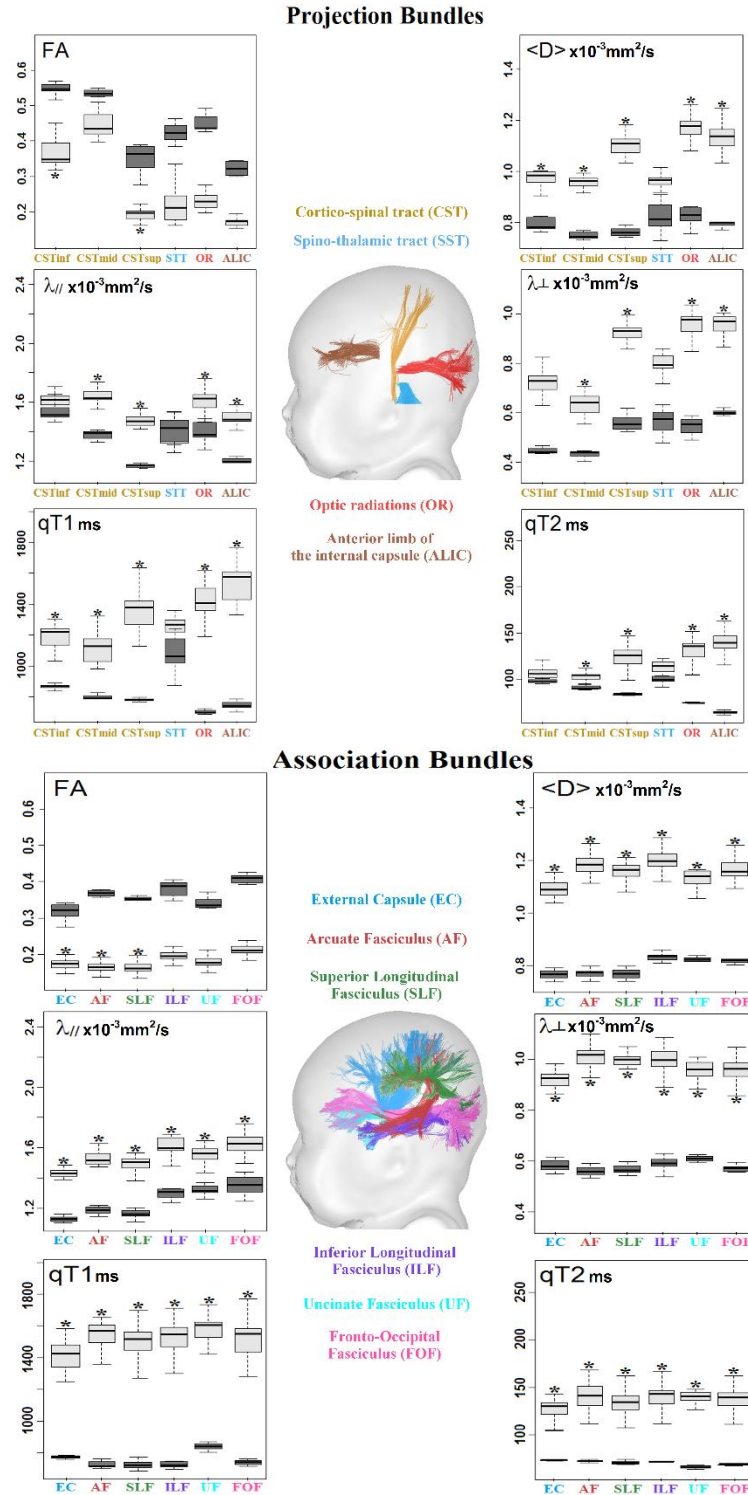 Projection Bundles
FA
0.6
0.5
0.4
0.3
0.2
*
*
CSTinf CSTmid CSTsup STT OR ALIC
<D> x10⁻³mm²/s
1.4
1.2
1.0
0.8
* * * * *
CSTinf CSTmid CSTsup STT OR ALIC
Cortico-spinal tract (CST)
Spino-thalamic tract (SST)
λ// x10⁻³mm²/s
2.4
2.0
1.6
1.2
* * * *
CSTinf CSTmid CSTsup STT OR ALIC
λ⊥ x10⁻³mm²/s
1.0
0.8
0.6
0.4
* * * *
CSTinf CSTmid CSTsup STT OR ALIC
Optic radiations (OR)
Anterior limb of
the internal capsule (ALIC)
qT1 ms
1800
1400
1000
* * * * *
CSTinf CSTmid CSTsup STT OR ALIC
qT2 ms
250
200
150
100
* * * *
CSTinf CSTmid CSTsup STT OR ALIC
Association Bundles
FA
0.6
0.5
0.4
0.3
0.2
* * *
EC AF SLF ILF UF FOF
<D> x10⁻³mm²/s
1.4
1.2
1.0
0.8
* * * * * *
EC AF SLF ILF UF FOF
External Capsule (EC)
Arcuate Fasciculus (AF)
Superior Longitudinal
Fasciculus (SLF)
λ// x10⁻³mm²/s
2.4
2.0
1.6
1.2
* * * * * *
EC AF SLF ILF UF FOF
λ⊥ x10⁻³mm²/s
1.0
0.8
0.6
0.4
* * * * * *
EC AF SLF ILF UF FOF
Inferior Longitudinal
Fasciculus (ILF)
Uncinate Fasciculus (UF)
Fronto-Occipital
Fasciculus (FOF)
qT1 ms
1800
1400
1000
* * * * * *
EC AF SLF ILF UF FOF
qT2 ms
250
200
150
100
* * * * * *
EC AF SLF ILF UF FOF